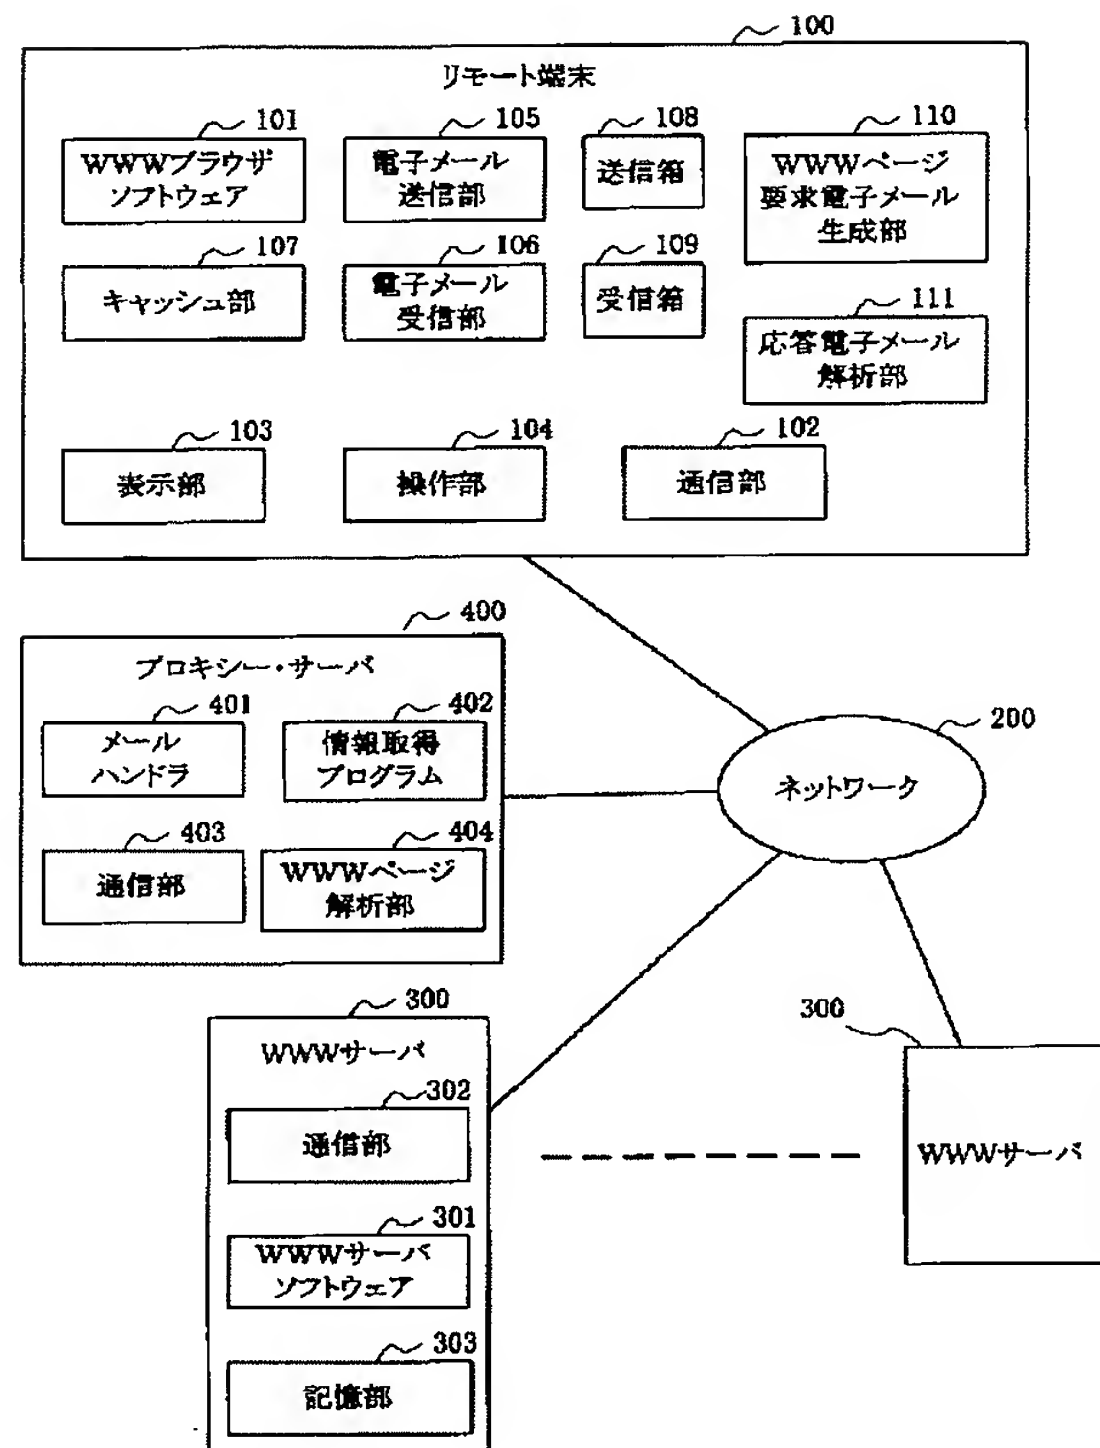 100
リモート端末
101
WWWブラウザ
ソフトウェア
105
電子メール
送信部
108
送信箱
110
WWWページ
要求電子メール
生成部
107
キャッシュ部
106
電子メール
受信部
109
受信箱
111
応答電子メール
解析部
103
表示部
104
操作部
102
通信部
400
プロキシー・サーバ
401
メール
ハンドラ
402
情報取得
プログラム
403
通信部
404
WWWページ
解析部
200
ネットワーク
300
WWWサーバ
302
通信部
301
WWWサーバ
ソフトウェア
303
記憶部
300
WWWサーバ